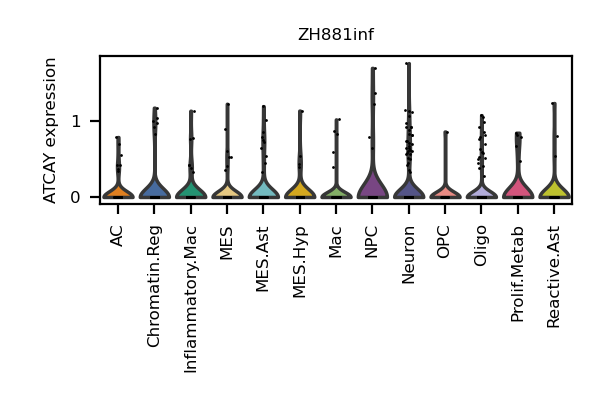 ZH881inf
ATCAY expression
1
0
AC
Chromatin.Reg
Inflammatory.Mac
MES
MES.Ast
MES.Hyp
Mac
NPC
Neuron
OPC
Oligo
Prolif.Metab
Reactive.Ast